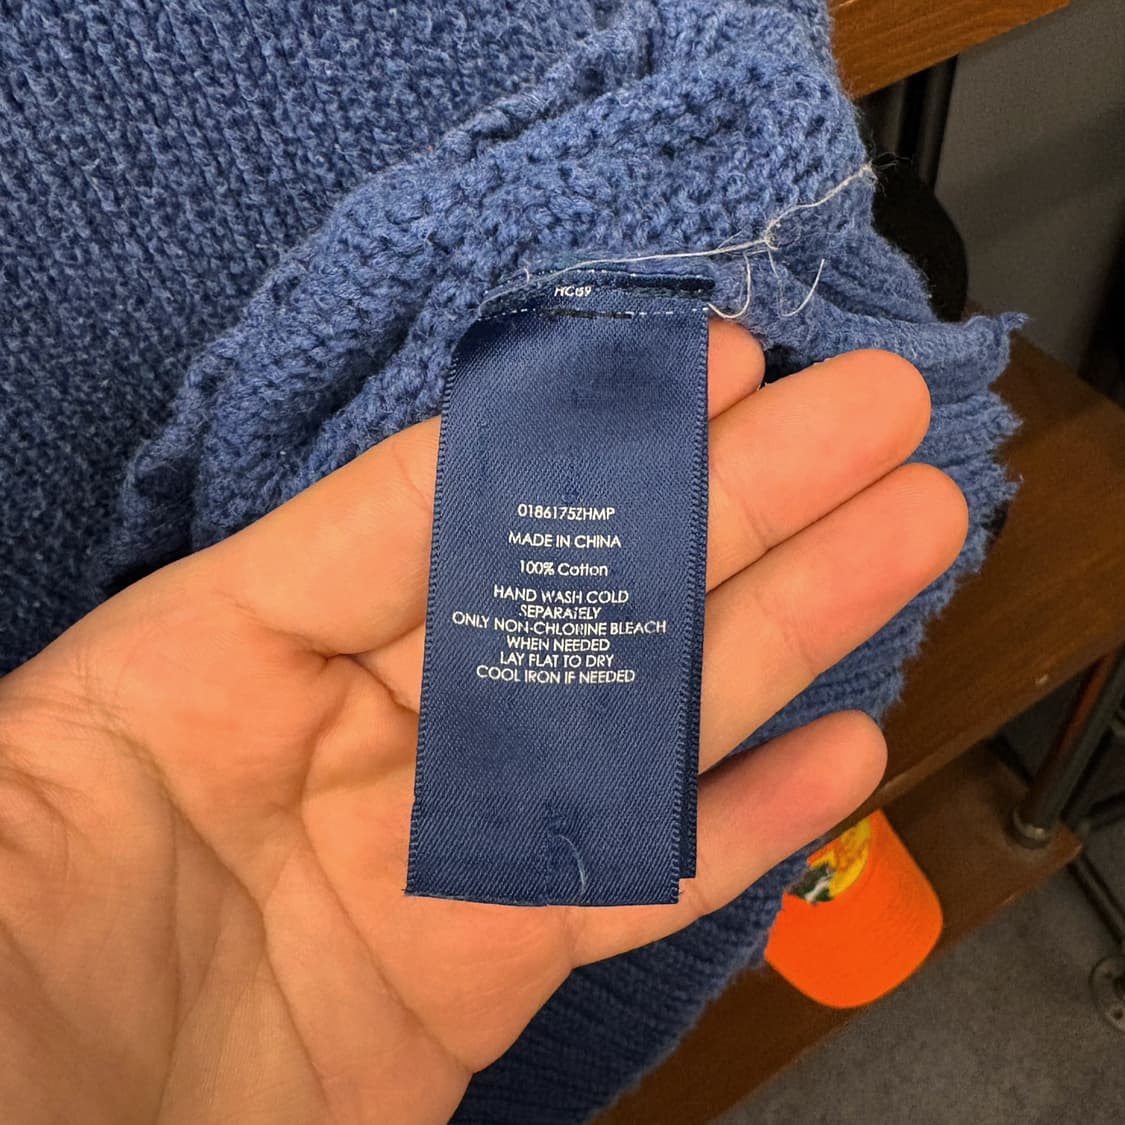 HC69
0186175ZHMP
MADE IN CHINA
100% Cotton
HAND WASH COLD
SEPARATELY
ONLY NON-CHLORINE BLEACH
WHEN NEEDED
LAY FLAT TO DRY
COOL IRON IF NEEDED